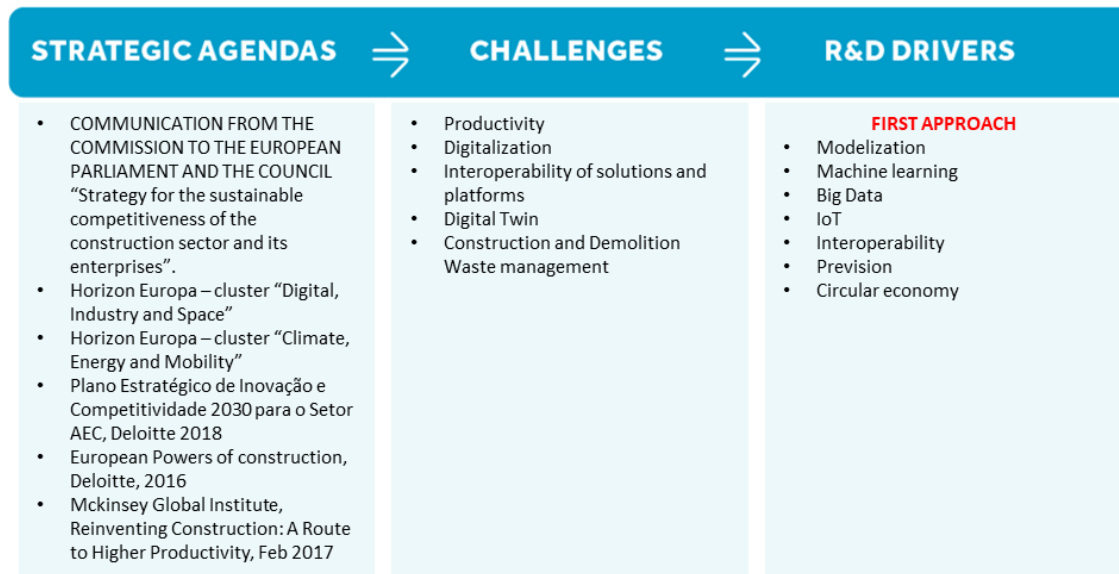 STRATEGIC AGENDAS
CHALLENGES
R&D DRIVERS
• COMMUNICATION FROM THE
COMMISSION TO THE EUROPEAN
PARLIAMENT AND THE COUNCIL
“Strategy for the sustainable
competitiveness of the
construction sector and its
enterprises”.
• Horizon Europa – cluster “Digital,
Industry and Space”
• Horizon Europa – cluster “Climate,
Energy and Mobility”
• Plano Estratégico de Inovação e
Competitividade 2030 para o Setor
AEC, Deloitte 2018
• European Powers of construction,
Deloitte, 2016
• Mckinsey Global Institute,
Reinventing Construction: A Route
to Higher Productivity, Feb 2017
• Productivity
• Digitalization
• Interoperability of solutions and
platforms
• Digital Twin
• Construction and Demolition
Waste management
FIRST APPROACH
• Modelization
• Machine learning
• Big Data
• IoT
• Interoperability
• Prevision
• Circular economy